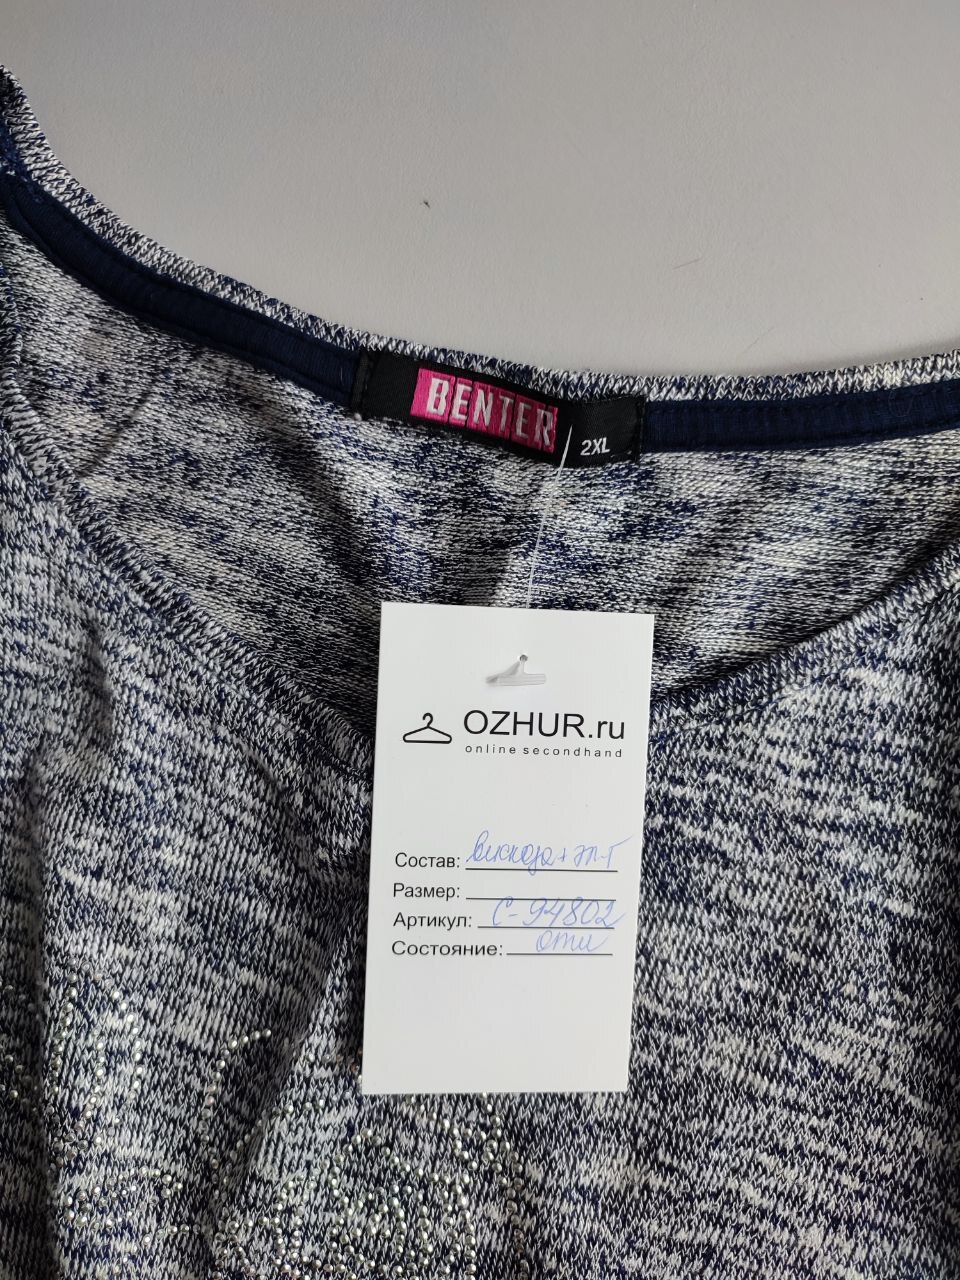 BENTER
2XL
OZHUR.ru
online secondhand
Состав: вискоза+эл-т
Размер:
Артикул: С-94802
Состояние: отл